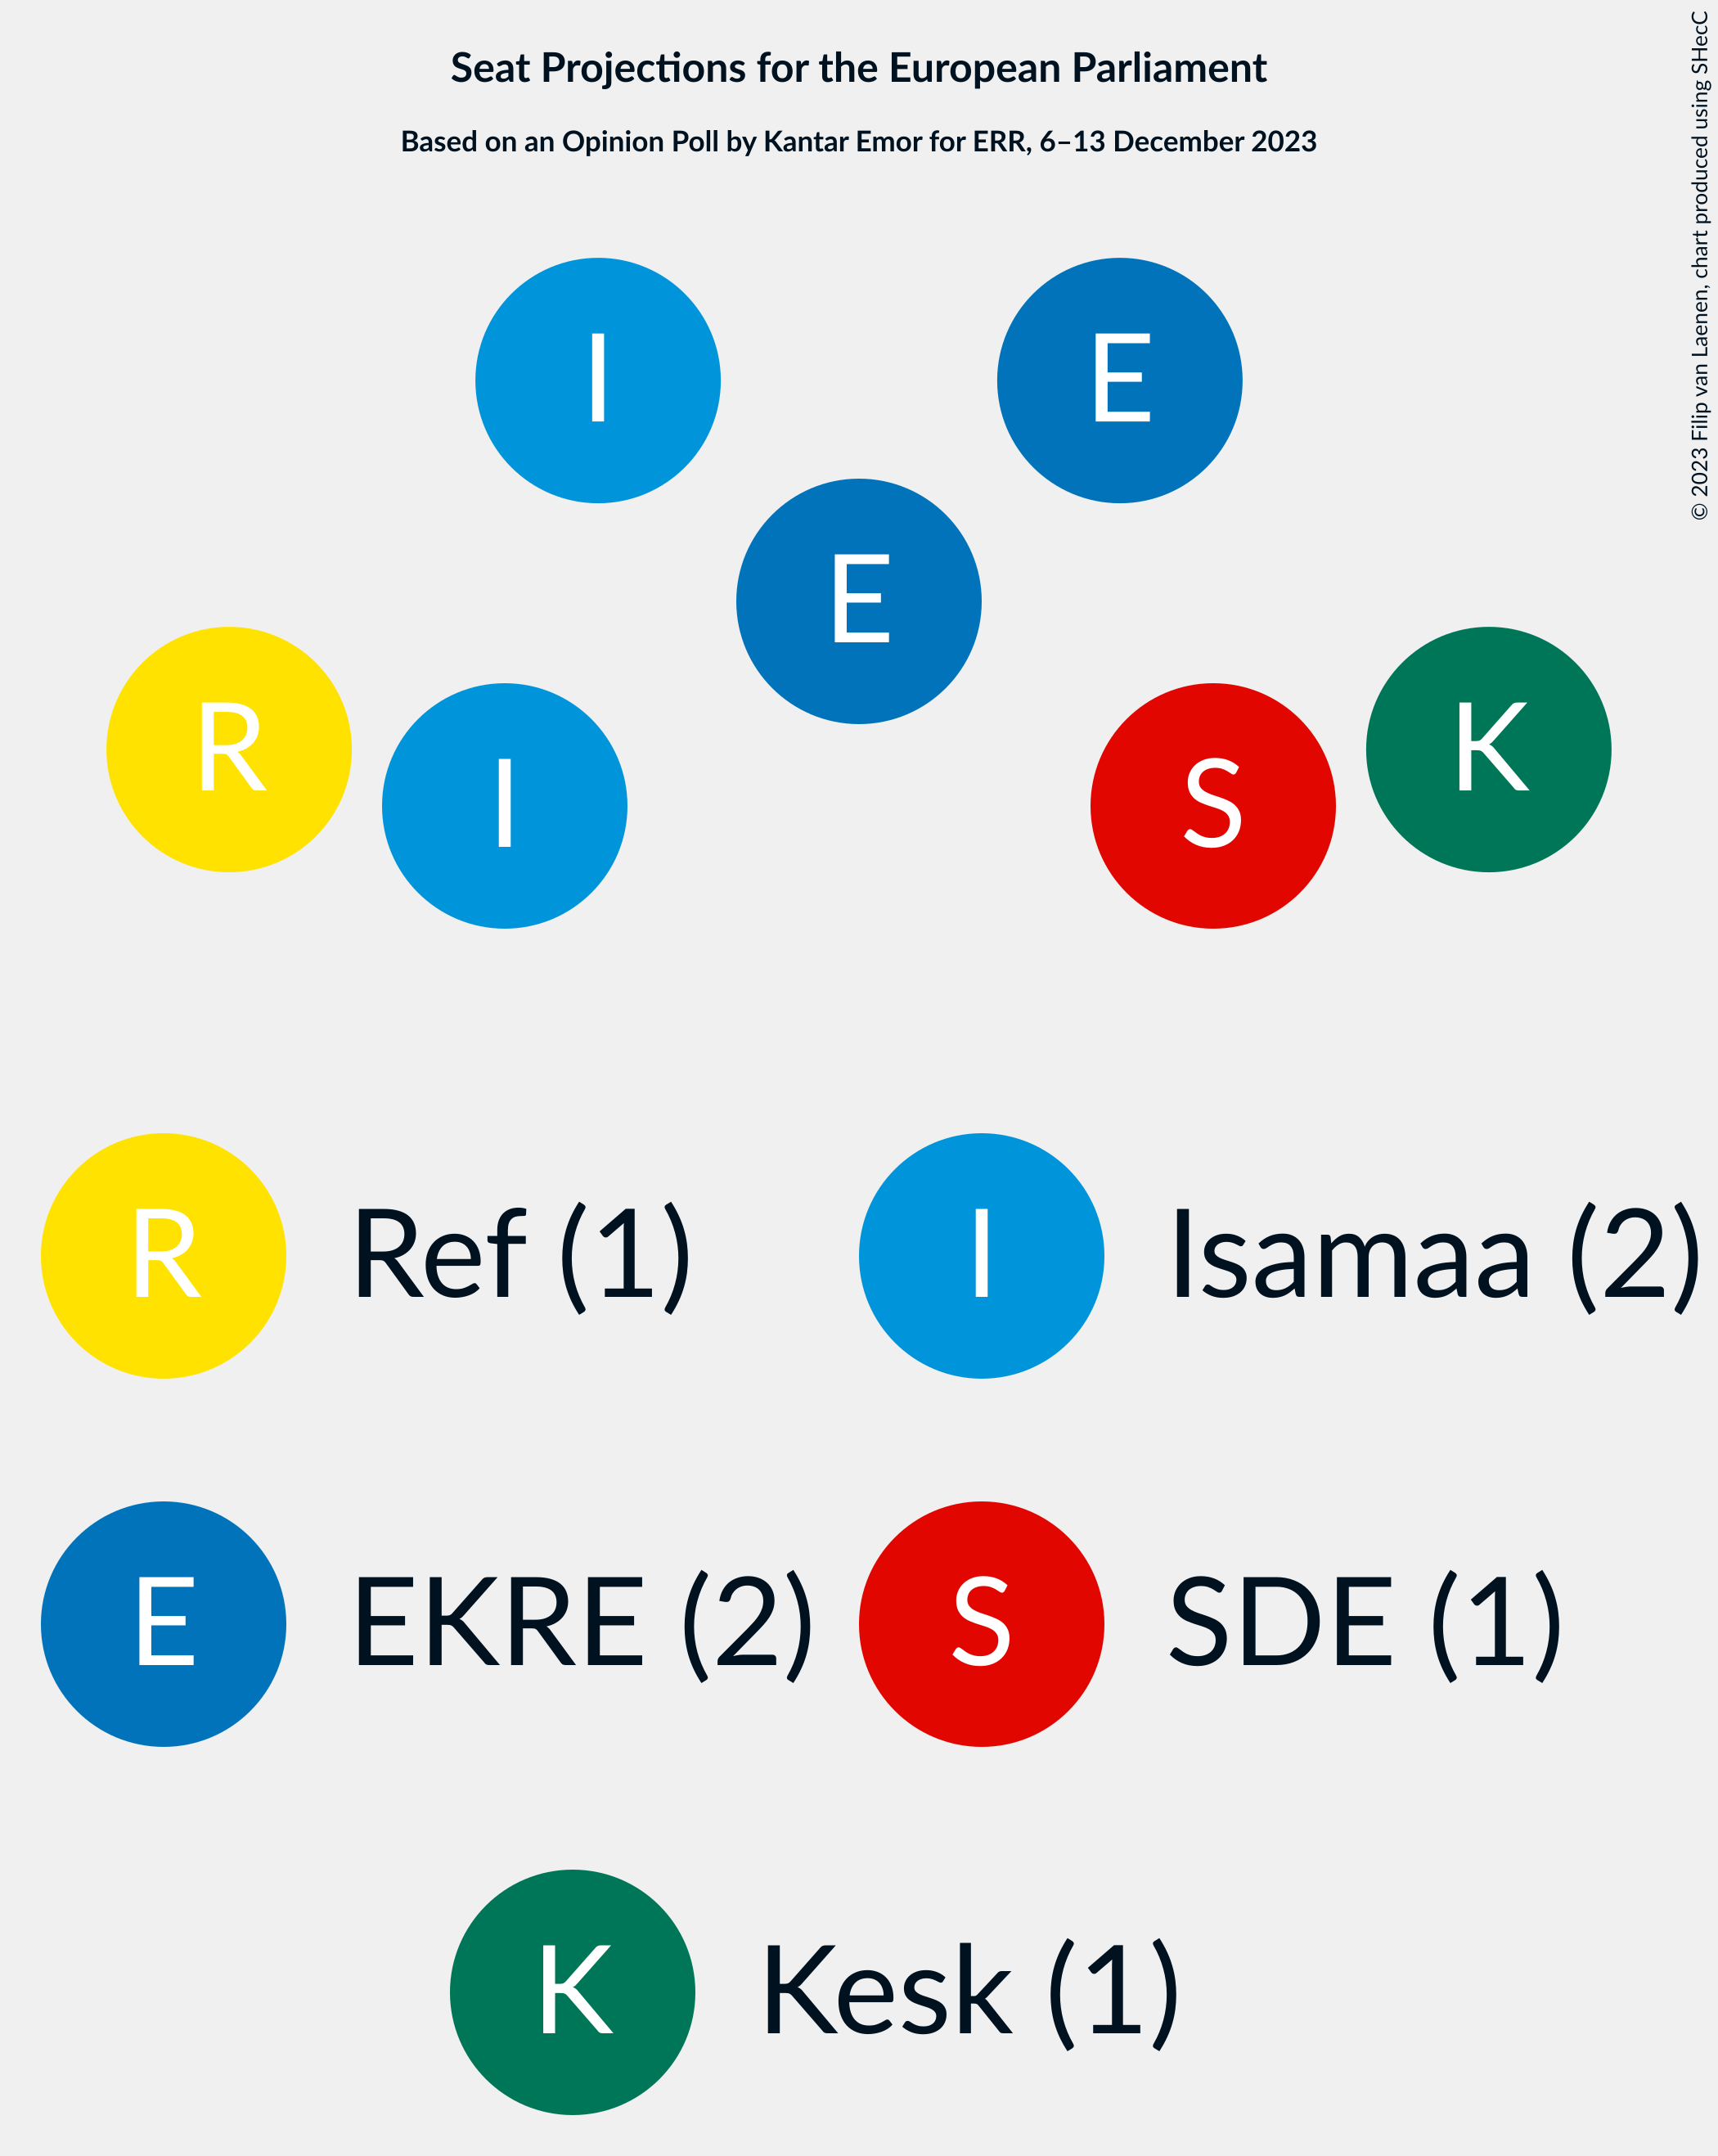 Seat Projections for the European Parliament
Based on an Opinion Poll by Kantar Emor for ERR, 6–13 December 2023
© 2023 Filip van Laenen, chart produced using SHecC
I
E
E
R
I
S
K
R Ref (1)
I Isamaa (2)
E EKRE (2)
S SDE (1)
K Kesk (1)